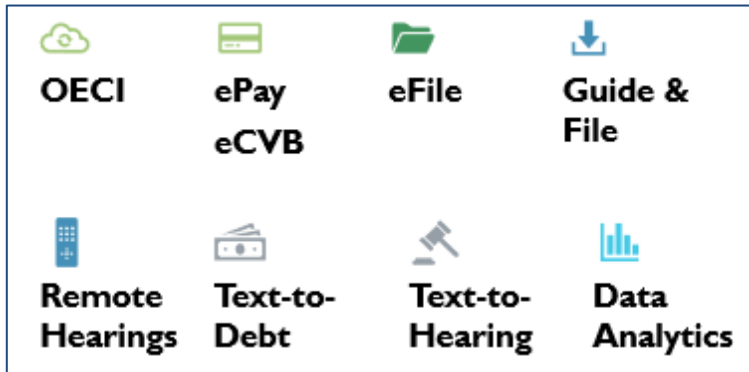 OECI
ePay
eCVB
eFile
Guide &
File
Remote
Hearings
Text-to-
Debt
Text-to-
Hearing
Data
Analytics